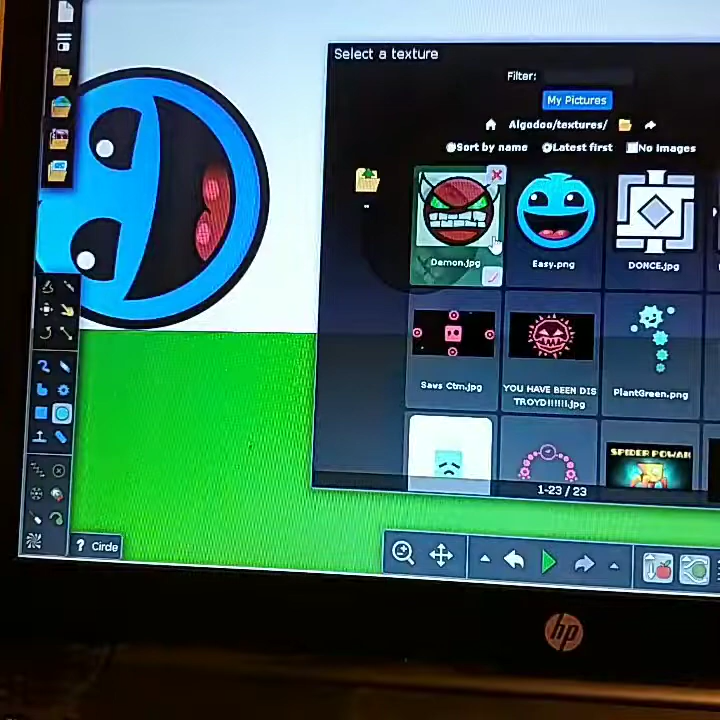 Select a texture
Filter:
My Pictures
Algodoo/textures/
Sort by name
Latest first
No images
..
Demon.jpg
Easy.png
DONCE.jpg
Savs Ctm.jpg
YOU HAVE BEEN DIS
TROYD!!!!!!.jpg
PlantGreen.png
SPIDER POWAH
1-23 / 23
? Circle
hp